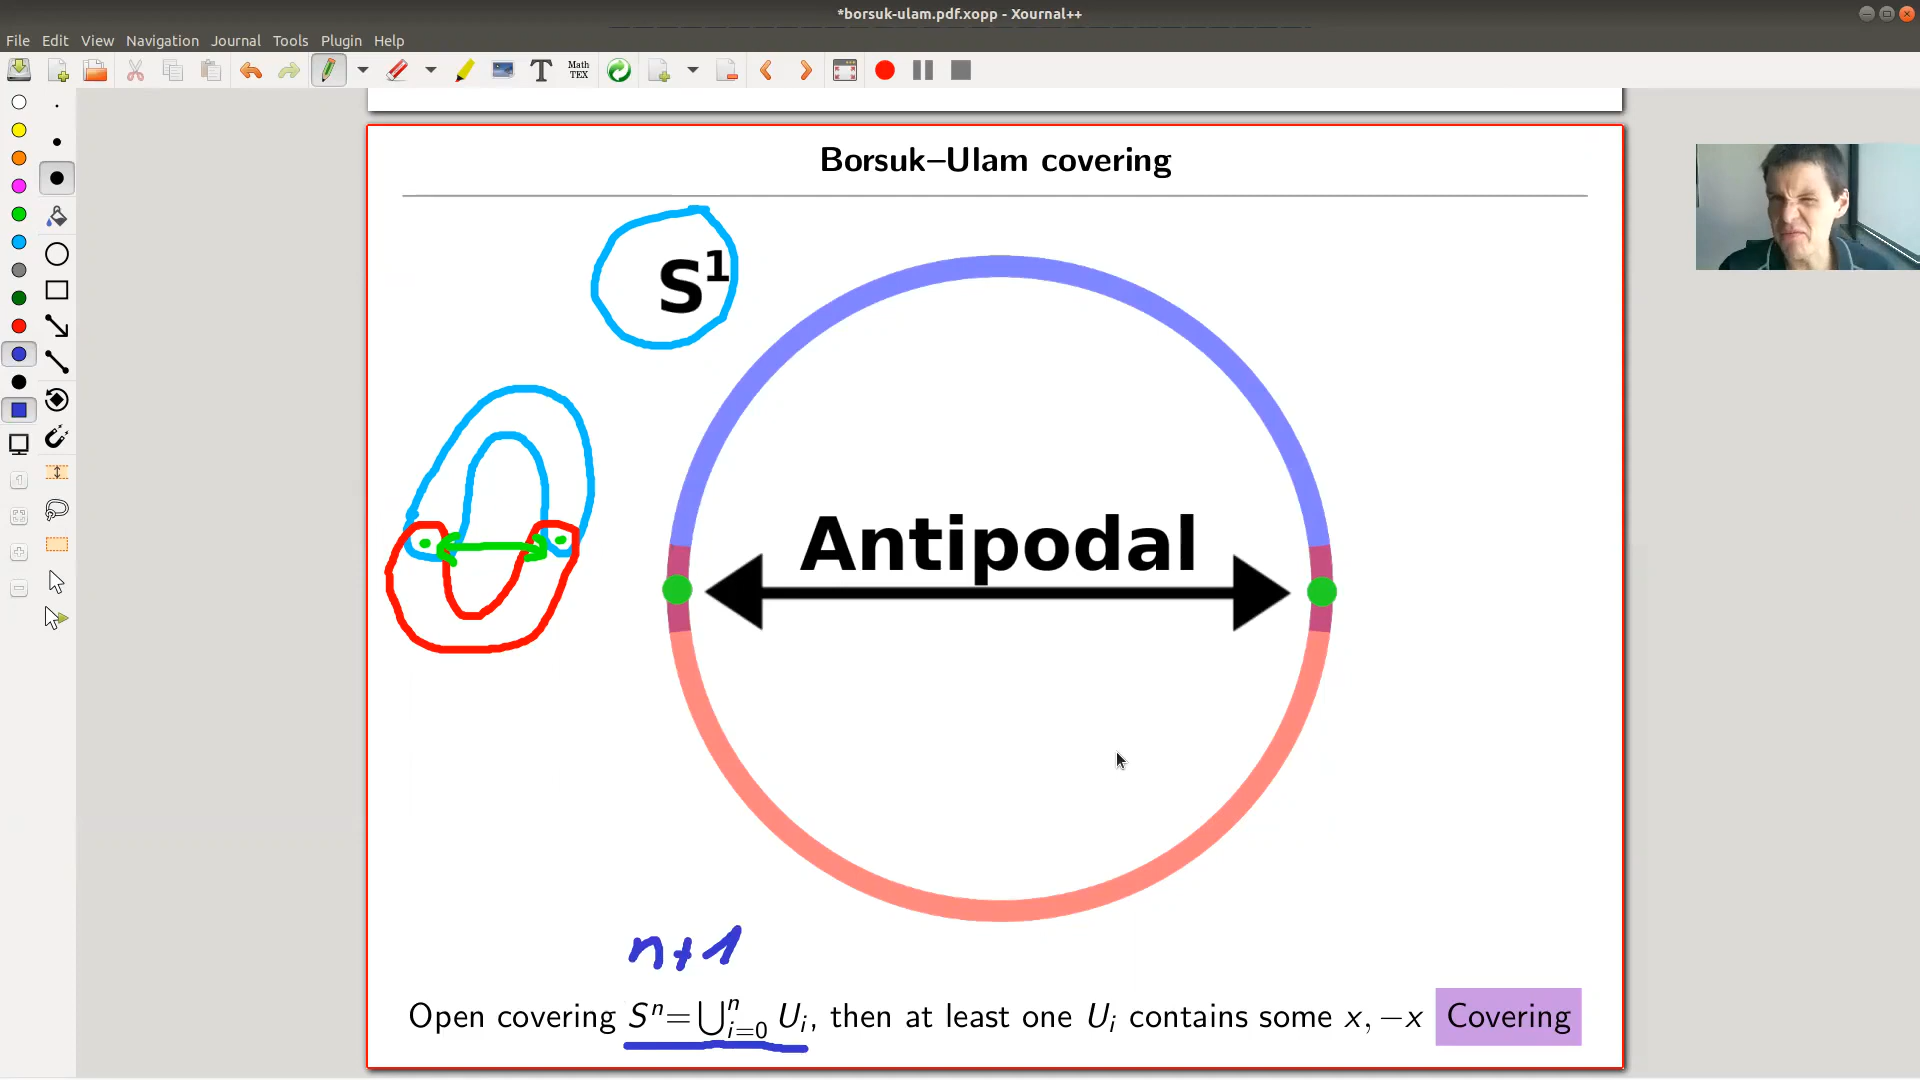 *borsuk-ulam.pdf.xopp - Xournal++
File Edit View Navigation Journal Tools Plugin Help
Math
TEX
Borsuk–Ulam covering
S¹
Antipodal
n+1
Open covering Sⁿ=⋃ⁿᵢ₌₀ Uᵢ, then at least one Uᵢ contains some x, −x Covering